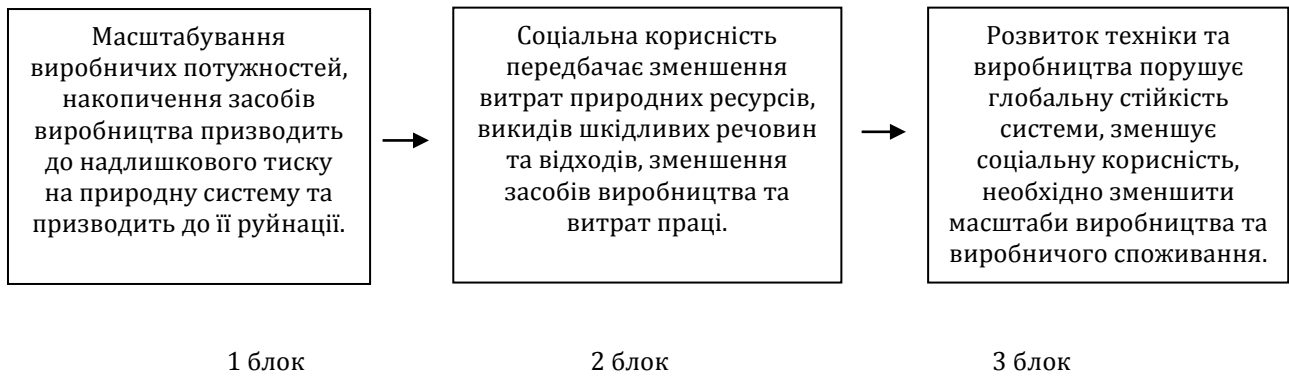 Масштабування
виробничих потужностей,
накопичення засобів
виробництва призводить
до надлишкового тиску
на природну систему та
призводить до її руйнації.
Соціальна корисність
передбачає зменшення
витрат природних ресурсів,
викидів шкідливих речовин
та відходів, зменшення
засобів виробництва та
витрат праці.
Розвиток техніки та
виробництва порушує
глобальну стійкість
системи, зменшує
соціальну корисність,
необхідно зменшити
масштаби виробництва та
виробничого споживання.
1 блок
2 блок
3 блок